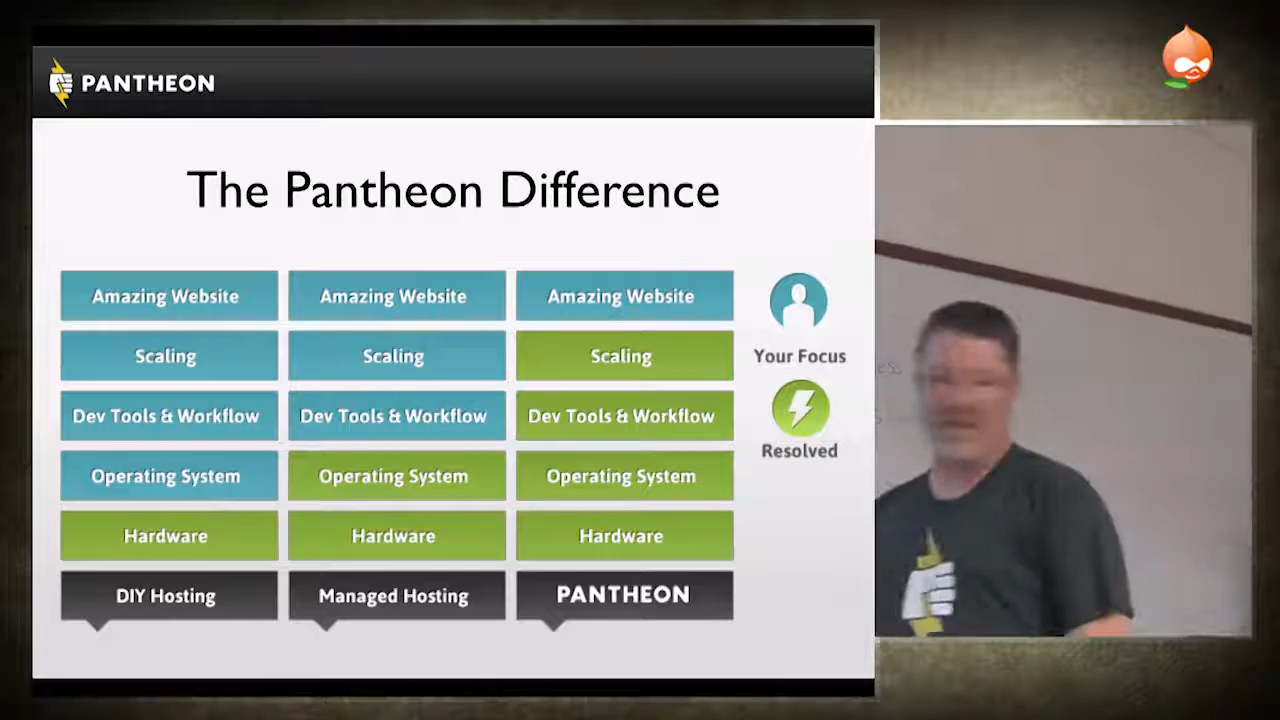 PANTHEON
The Pantheon Difference
Amazing Website Amazing Website Amazing Website
Scaling Scaling Scaling
Dev Tools & Workflow Dev Tools & Workflow Dev Tools & Workflow
Operating System Operating System Operating System
Hardware Hardware Hardware
DIY Hosting Managed Hosting PANTHEON
Your Focus
Resolved